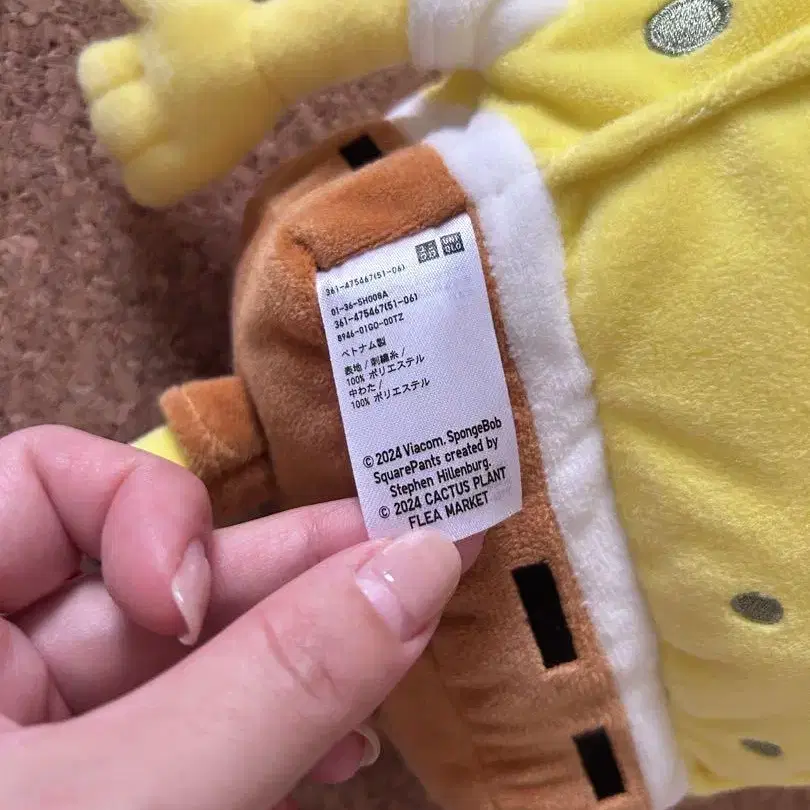 ユニクロ UNIQLO
361-475467(51-06)
01-36-SH008A
361-475467(51-06)
8946-01GO-00TZ
ベトナム製
表地/刺繍糸/
100% ポリエステル
中わた/
100% ポリエステル
© 2024 Viacom. SpongeBob
SquarePants created by
Stephen Hillenburg.
© 2024 CACTUS PLANT
FLEA MARKET